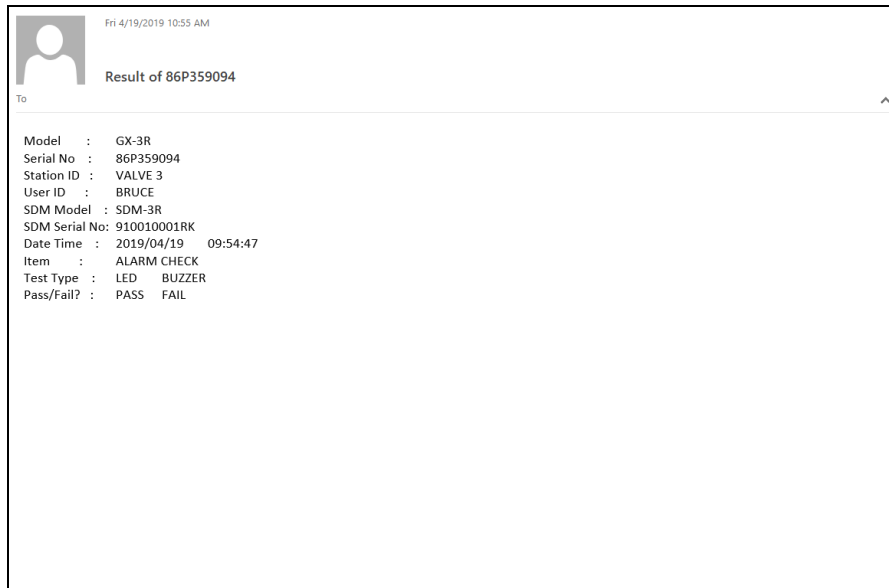 Fri 4/19/2019 10:55 AM
Result of 86P359094
To
Model : GX-3R
Serial No : 86P359094
Station ID : VALVE 3
User ID : BRUCE
SDM Model : SDM-3R
SDM Serial No: 910010001RK
Date Time : 2019/04/19 09:54:47
Item : ALARM CHECK
Test Type : LED BUZZER
Pass/Fail? : PASS FAIL